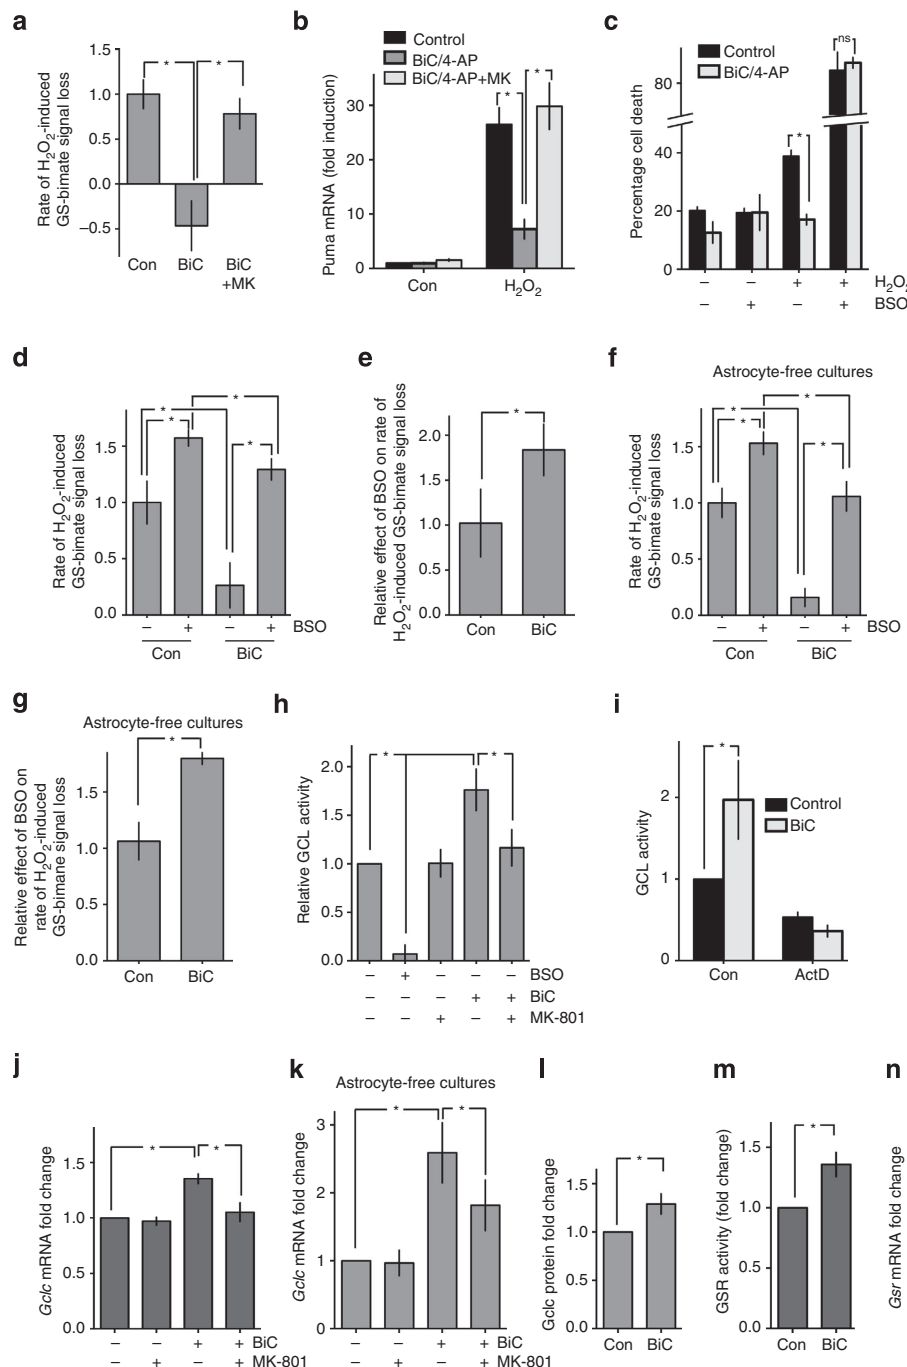 a
Rate of H2O2-induced
GS-bimate signal loss
1.5
1.0
0.5
0.0
–0.5
Con BiC BiC
+MK
*
*
b
Control
BiC/4-AP
BiC/4-AP+MK
Puma mRNA (fold induction)
30
20
10
0
Con H2O2
*
*
c
Control
BiC/4-AP
ns
Percentage cell death
80
40
20
0
*
– – + + H2O2
– + – + BSO
d
Rate of H2O2-induced
GS-bimate signal loss
1.5
1.0
0.5
0.0
*
*
*
*
– + – + BSO
Con BiC
e
Relative effect of BSO on rate of
H2O2-induced GS-bimate signal loss
2.0
1.5
1.0
0.5
0.0
*
Con BiC
f
Astrocyte-free cultures
Rate of H2O2-induced
GS-bimate signal loss
1.5
1.0
0.5
0.0
*
*
*
*
– + – + BSO
Con BiC
g
Astrocyte-free cultures
Relative effect of BSO on
rate of H2O2-induced
GS-bimane signal loss
1.5
1.0
0.5
0.0
*
Con BiC
h
Relative GCL activity
2.0
1.5
1.0
0.5
0.0
*
*
– + – – – BSO
– – – + + BiC
– – + – + MK-801
i
GCL activity
2
1
0
*
Control
BiC
Con ActD
j
Gclc mRNA fold change
1.5
1.0
0.5
0.0
*
*
– – + + BiC
– + – + MK-801
k
Astrocyte-free cultures
Gclc mRNA fold change
3
2
1
0
*
*
– – + + BiC
– + – + MK-801
l
Gclc protein fold change
1.5
1.0
0.5
0.0
*
Con BiC
m
GSR activity (fold change)
1.5
1.0
0.5
0.0
*
Con BiC
n
Gsr mRNA fold change